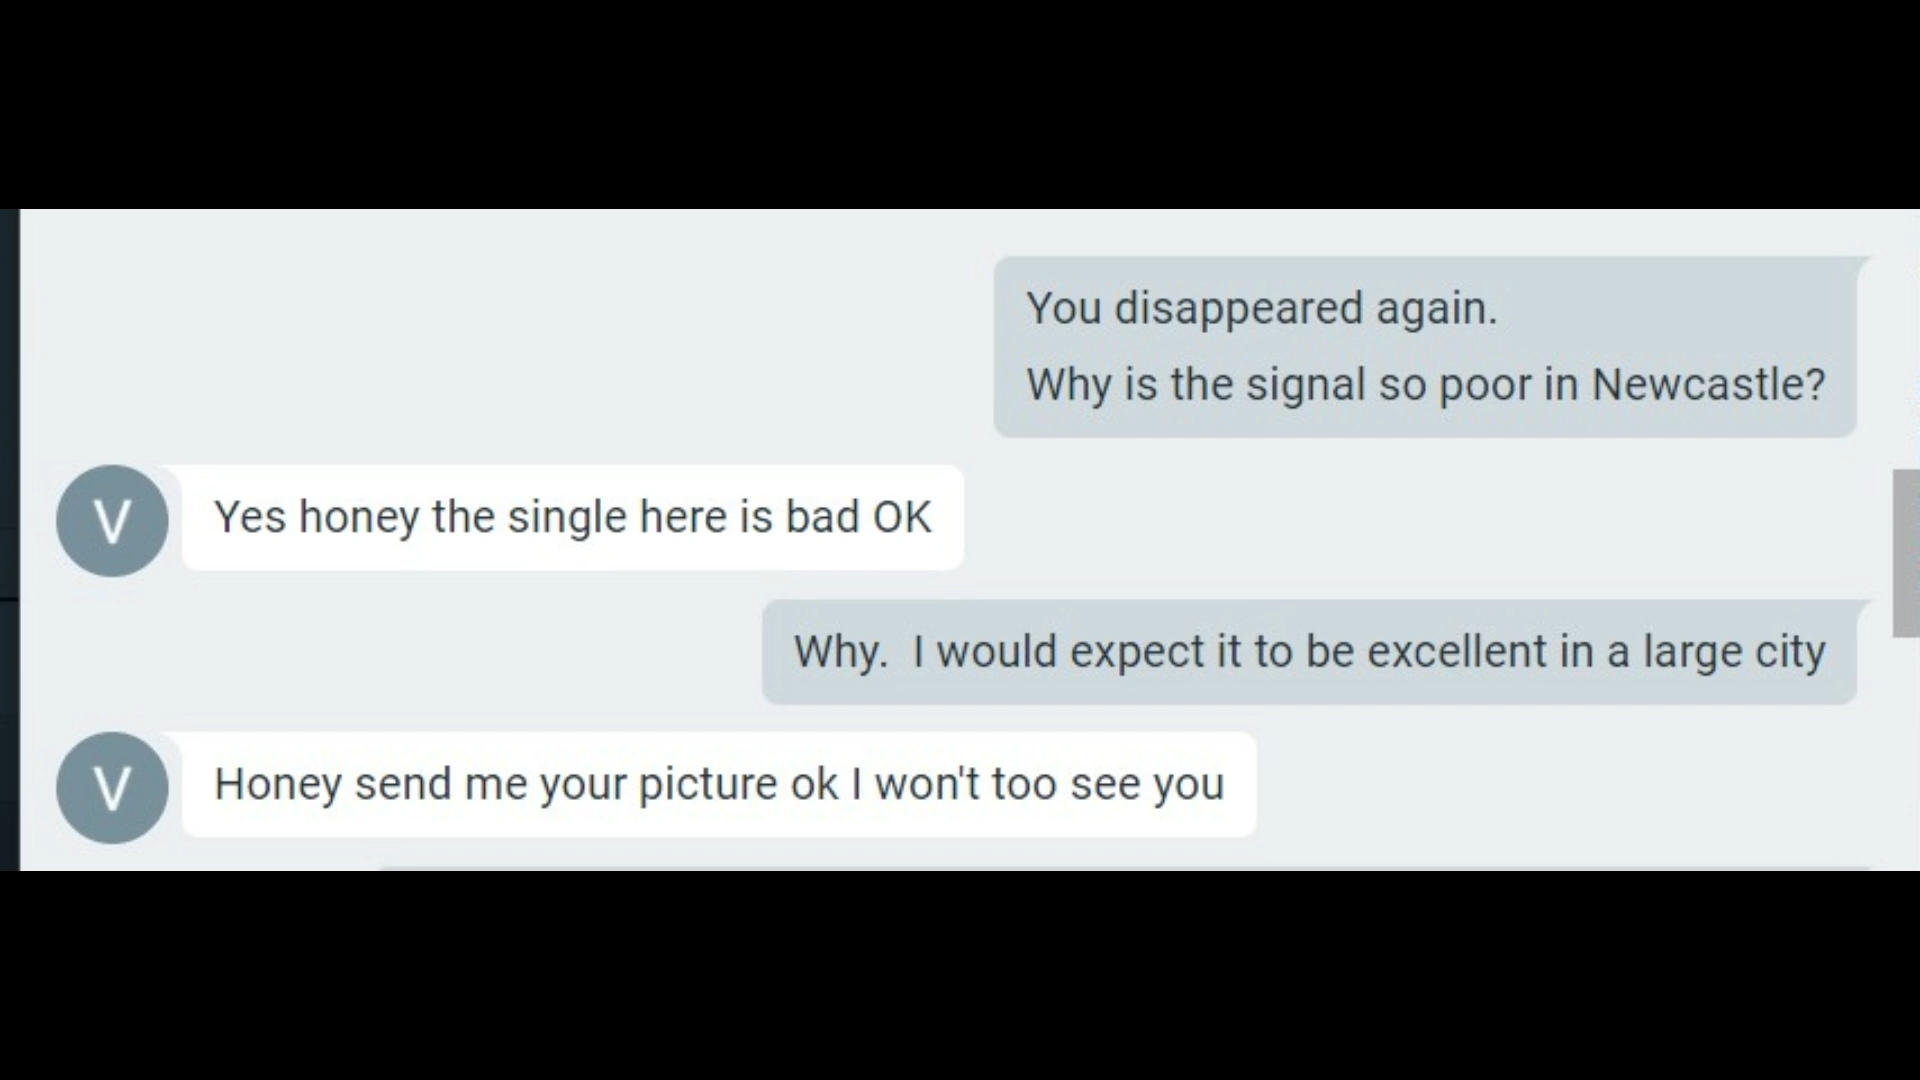 You disappeared again.
Why is the signal so poor in Newcastle?
V
Yes honey the single here is bad OK
Why.  I would expect it to be excellent in a large city
V
Honey send me your picture ok I won't too see you